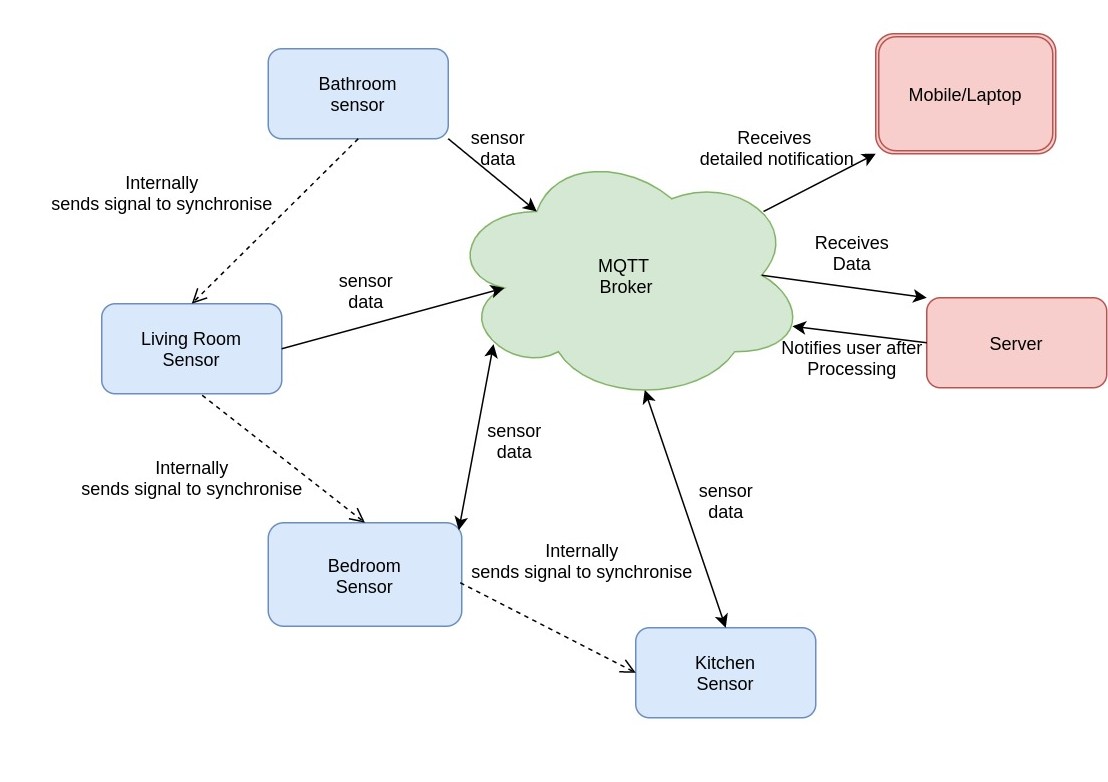 Bathroom
sensor
Mobile/Laptop
sensor
data
Receives
detailed notification
Internally
sends signal to synchronise
Receives
Data
MQTT
Broker
sensor
data
Living Room
Sensor
Server
Notifies user after
Processing
sensor
data
Internally
sends signal to synchronise
sensor
data
Internally
sends signal to synchronise
Bedroom
Sensor
Kitchen
Sensor